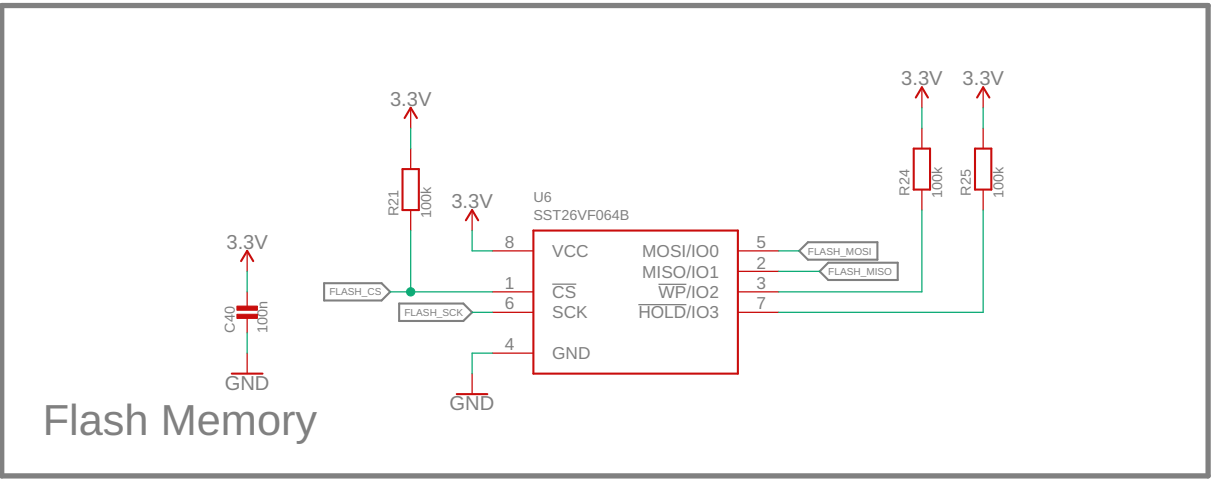 3.3V 3.3V
3.3V
R24
100k
R25
100k
R21
100k
3.3V
U6
SST26VF064B
3.3V
8 VCC MOSI/IO0 5 FLASH_MOSI
MISO/IO1 2 FLASH_MISO
FLASH_CS 1 CS WP/IO2 3
FLASH_SCK 6 SCK HOLD/IO3 7
C40
100n
4 GND
GND
GND
Flash Memory